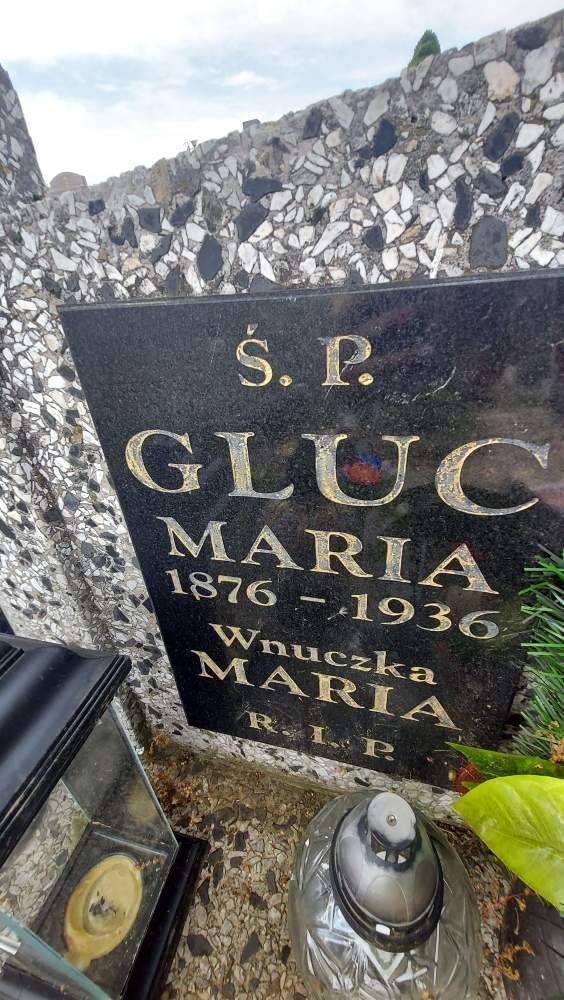 Ś. P.
GLUC
MARIA
1876 - 1936
Wnuczka
MARIA
R. I. P.